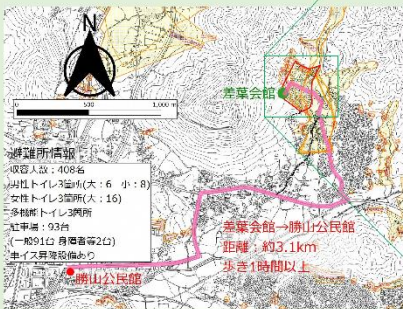 N
0 500 1,000 m
差葉会館
避難所情報
収容人数：408名
男性トイレ3箇所(大：6 小：8)
女性トイレ3箇所(大：16)
多機能トイレ3箇所
駐車場：93台
(一般91台 身障者等2台)
車イス昇降設備あり
差葉会館→勝山公民館
距離：約3.1km
歩き1時間以上
勝山公民館